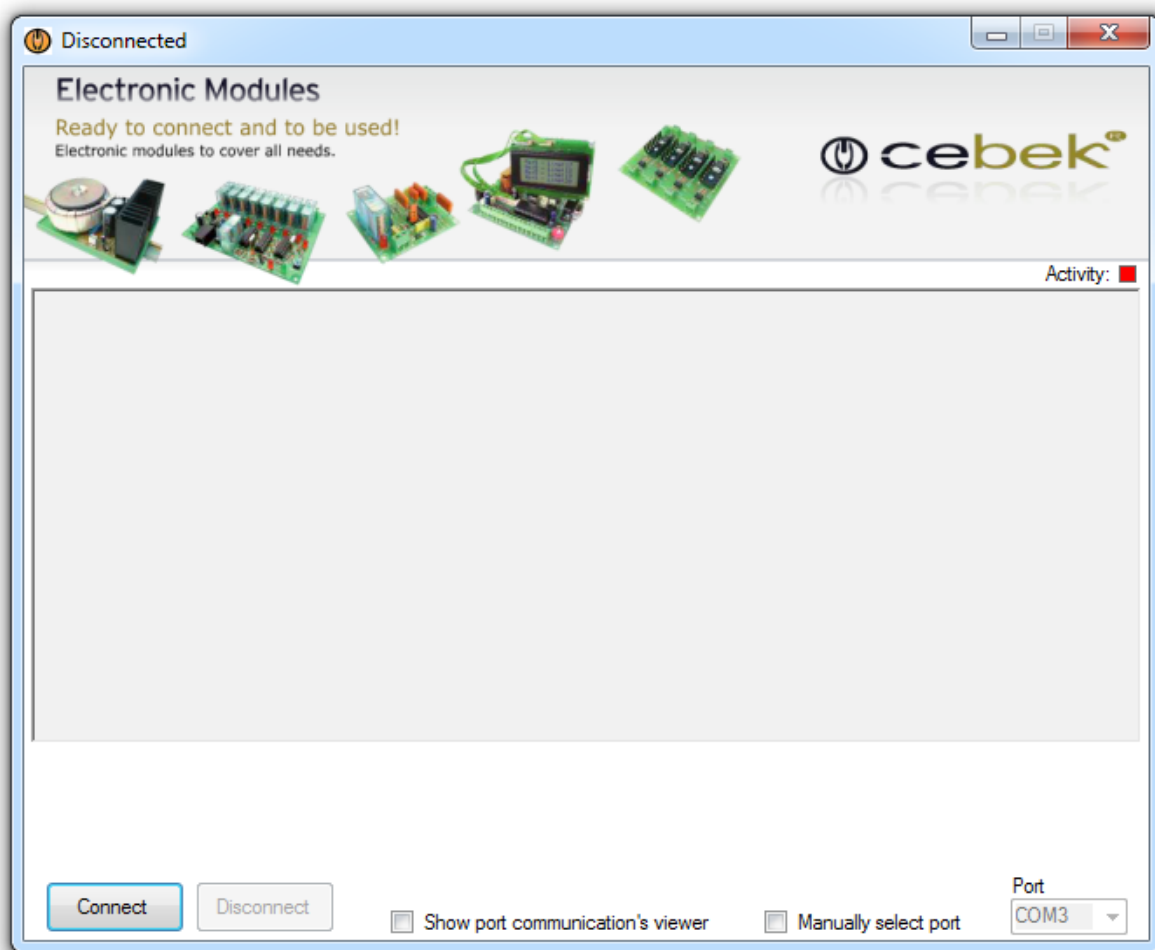 Disconnected
Electronic Modules
Ready to connect and to be used!
Electronic modules to cover all needs.
cebek
Activity:
Connect
Disconnect
Show port communication's viewer
Manually select port
Port
COM3